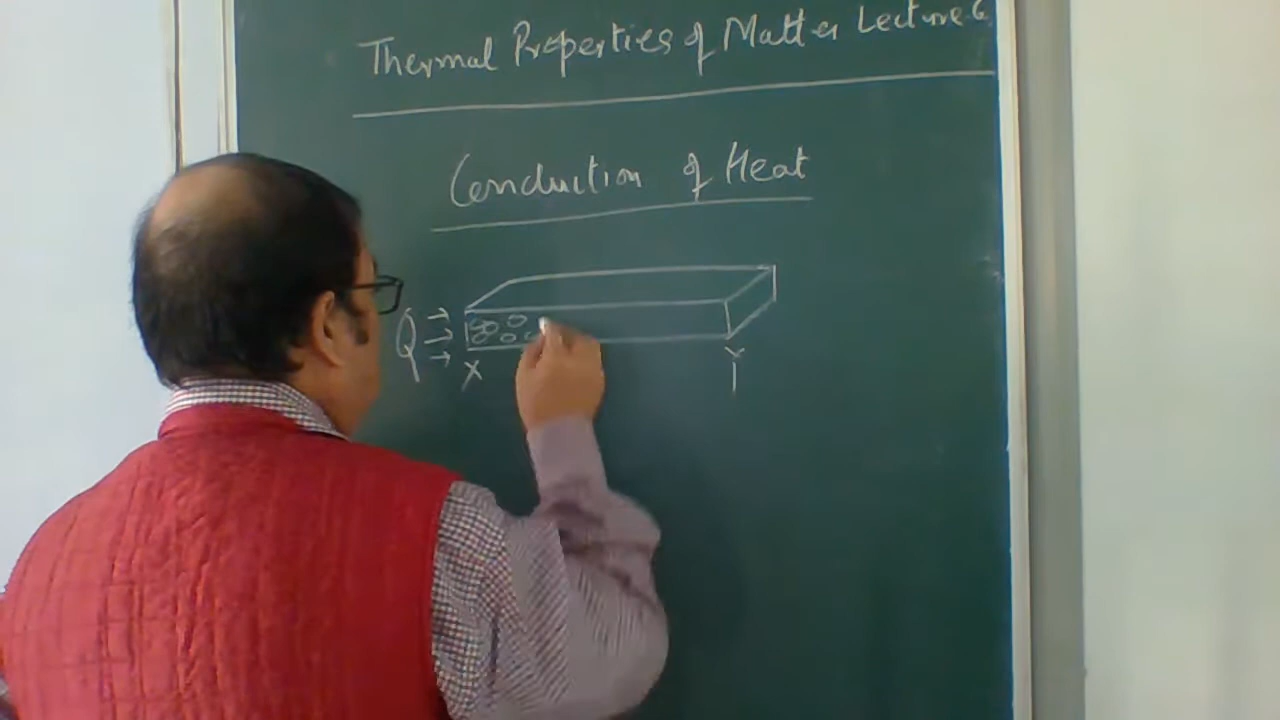 Thermal Properties of Matter Lecture 6
Conduction of Heat
Q
X Y